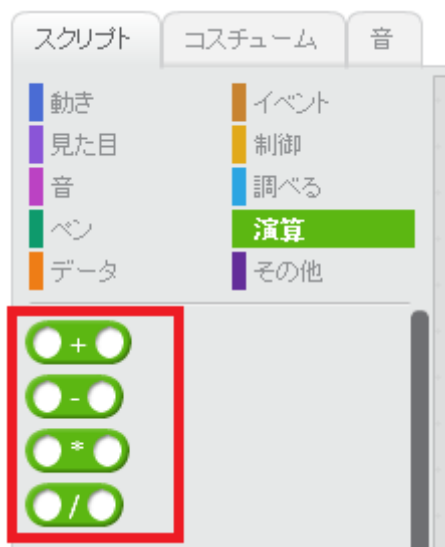 スクリプト コスチューム 音
動き イベント
見た目 制御
音 調べる
ペン 演算
データ その他
+
-
*
/